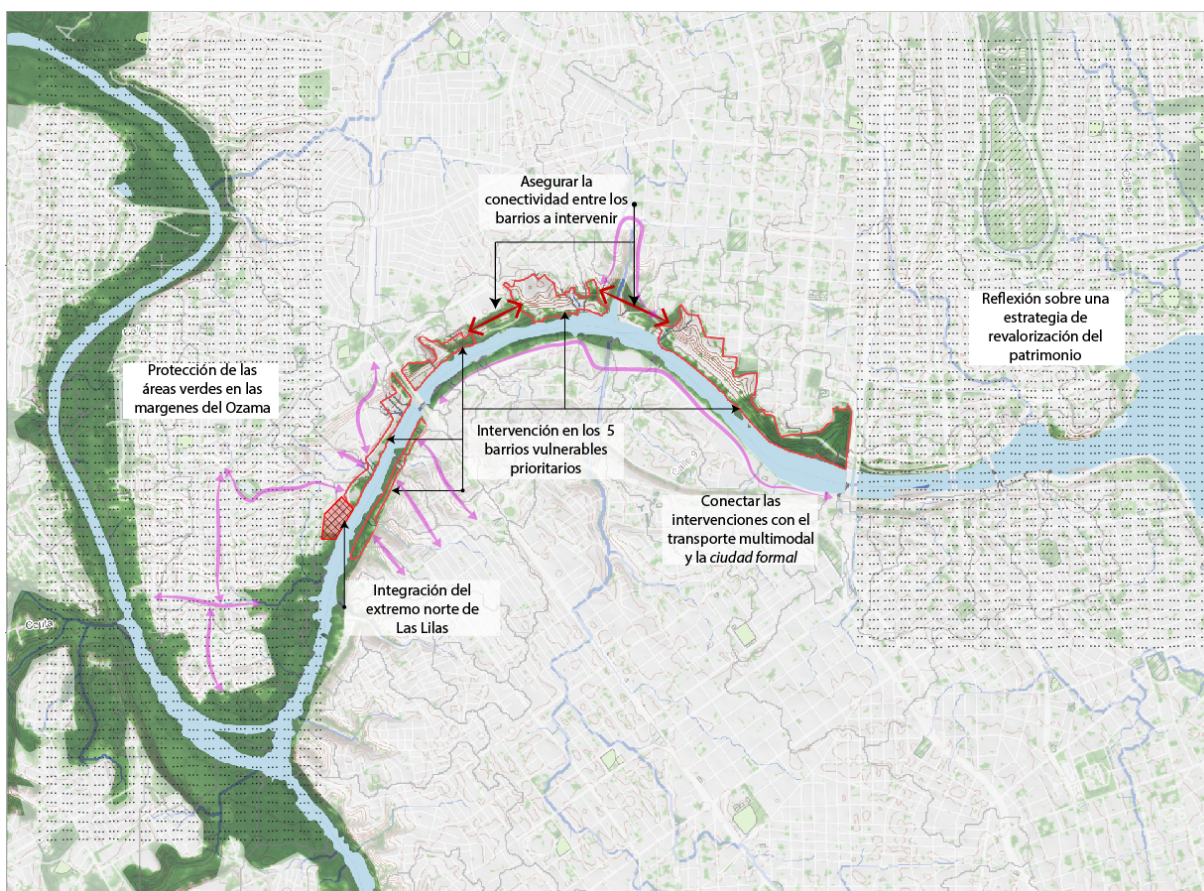 Asegurar la
conectividad entre los
barrios a intervenir
Reflexión sobre una
estrategia de
revalorización del
patrimonio
Protección de las
áreas verdes en las
margenes del Ozama
Intervención en los 5
barrios vulnerables
prioritarios
Conectar las
intervenciones con el
transporte multimodal
y la ciudad formal
Integración del
extremo norte de
Las Lilas